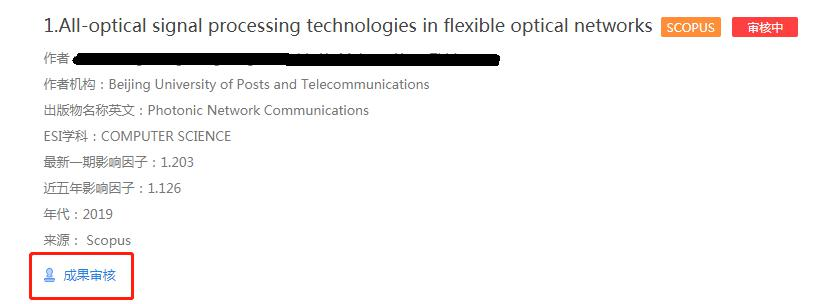 1.All-optical signal processing technologies in flexible optical networks SCOPUS 审核中
作者
作者机构：Beijing University of Posts and Telecommunications
出版物名称英文：Photonic Network Communications
ESI学科：COMPUTER SCIENCE
最新一期影响因子：1.203
近五年影响因子：1.126
年代：2019
来源： Scopus
成果审核